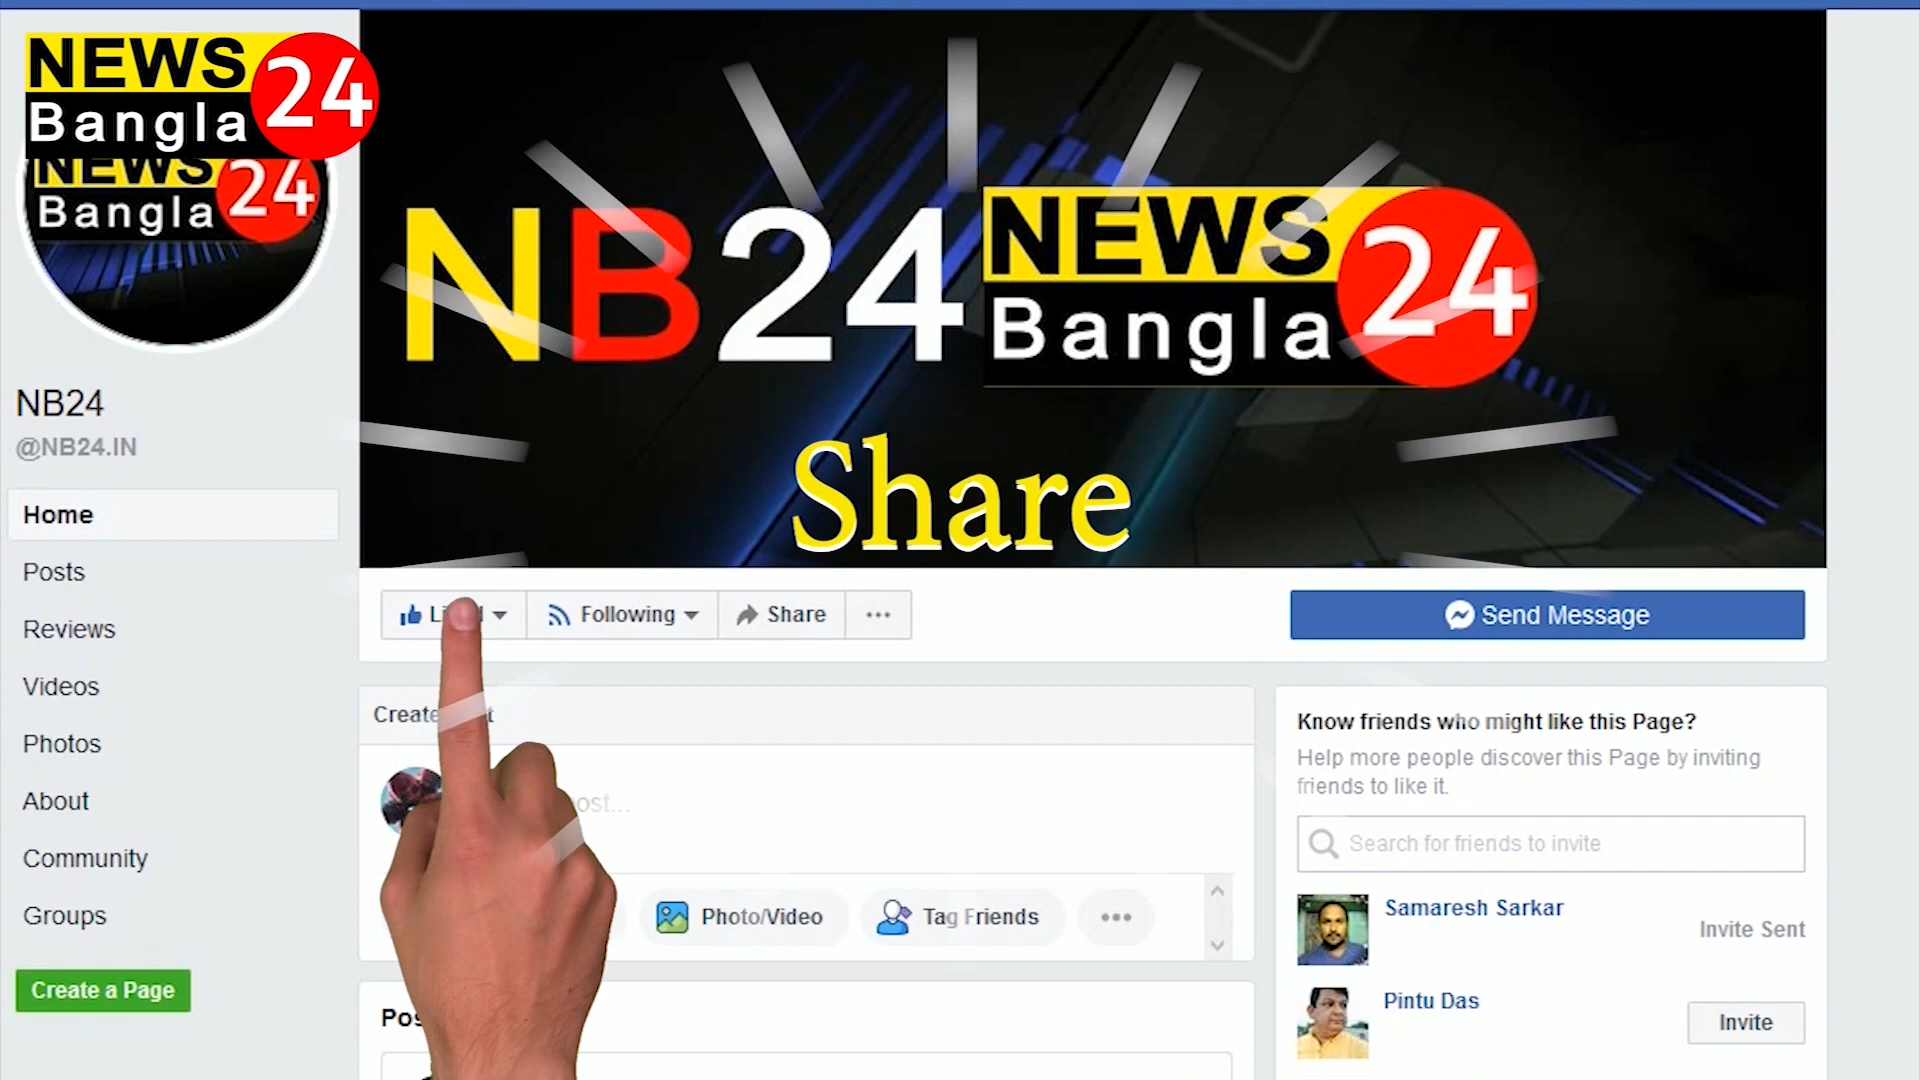 NEWS
Bangla 24
NEWS
Bangla 24
NB24
@NB24.IN
Home
Posts
Reviews
Videos
Photos
About
Community
Groups
Create a Page
NB24
NEWS
Bangla 24
Share
Following
Share
Send Message
Create
Photo/Video
Tag Friends
Know friends who might like this Page?
Help more people discover this Page by inviting
friends to like it.
Search for friends to invite
Samaresh Sarkar
Invite Sent
Pintu Das
Invite